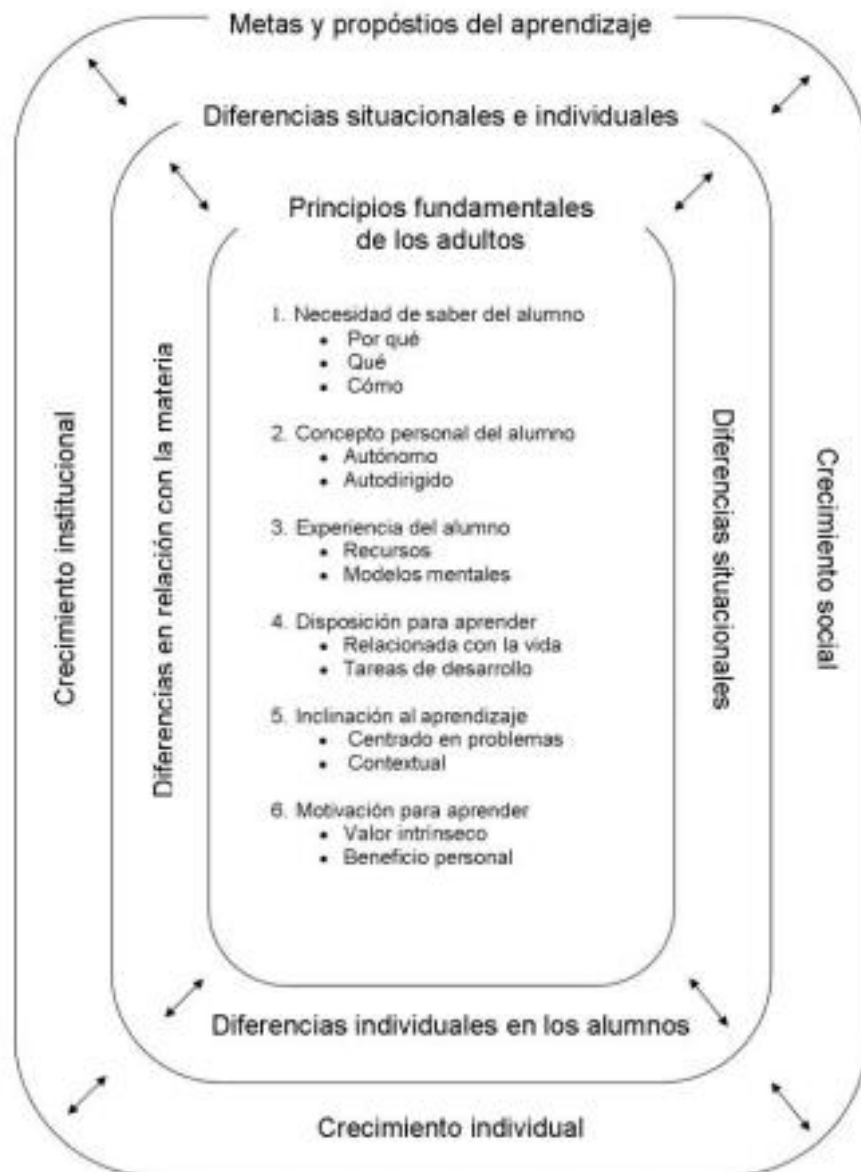 Metas y propóstios del aprendizaje
Diferencias situacionales e individuales
Principios fundamentales
de los adultos
1. Necesidad de saber del alumno
• Por qué
• Qué
• Cómo
2. Concepto personal del alumno
• Autónomo
• Autodirigido
3. Experiencia del alumno
• Recursos
• Modelos mentales
4. Disposición para aprender
• Relacionada con la vida
• Tareas de desarrollo
5. Inclinación al aprendizaje
• Centrado en problemas
• Contextual
6. Motivación para aprender
• Valor intrínseco
• Beneficio personal
Crecimiento institucional
Diferencias en relación con la materia
Diferencias situacionales
Crecimiento social
Diferencias individuales en los alumnos
Crecimiento individual